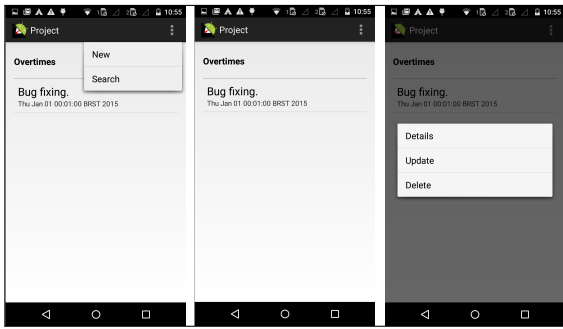 10:55
Project
New
Search
Overtimes
Bug fixing.
Thu Jan 01 00:01:00 BRST 2015
10:55
Project
Overtimes
Bug fixing.
Thu Jan 01 00:01:00 BRST 2015
10:55
Project
Overtimes
Bug fixing.
Thu Jan 01 00:01:00 BRST 2015
Details
Update
Delete